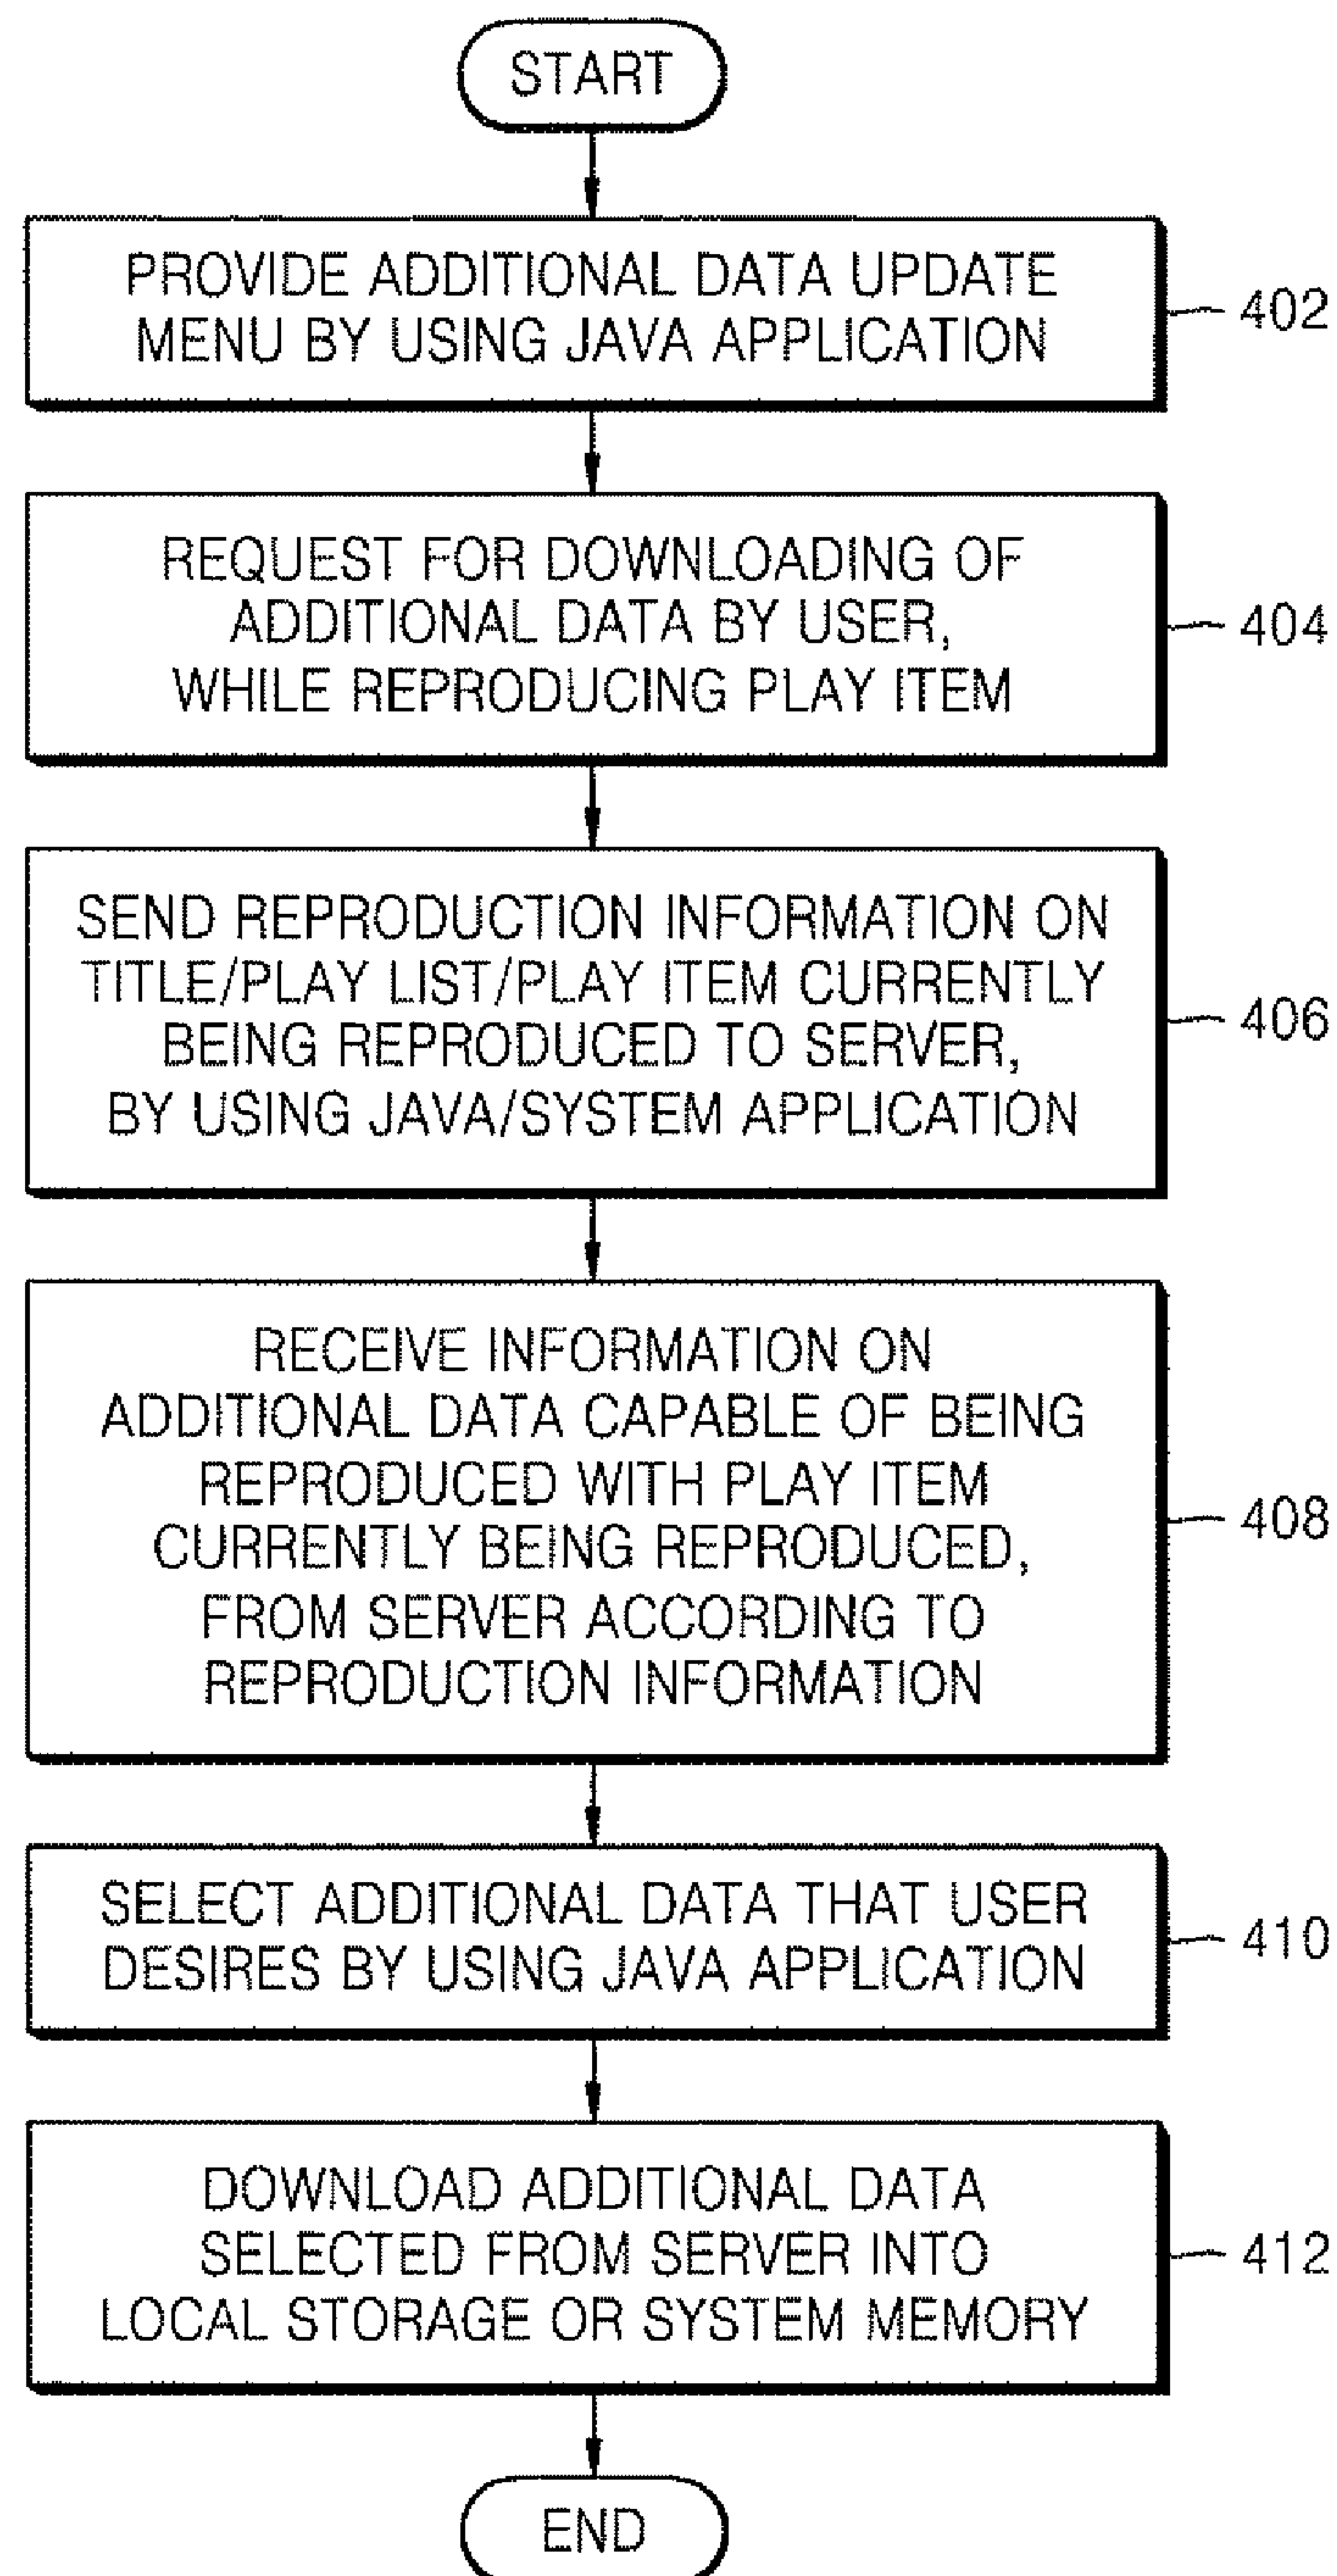 START
PROVIDE ADDITIONAL DATA UPDATE
MENU BY USING JAVA APPLICATION
402
REQUEST FOR DOWNLOADING OF
ADDITIONAL DATA BY USER,
WHILE REPRODUCING PLAY ITEM
404
SEND REPRODUCTION INFORMATION ON
TITLE/PLAY LIST/PLAY ITEM CURRENTLY
BEING REPRODUCED TO SERVER,
BY USING JAVA/SYSTEM APPLICATION
406
RECEIVE INFORMATION ON
ADDITIONAL DATA CAPABLE OF BEING
REPRODUCED WITH PLAY ITEM
CURRENTLY BEING REPRODUCED,
FROM SERVER ACCORDING TO
REPRODUCTION INFORMATION
408
SELECT ADDITIONAL DATA THAT USER
DESIRES BY USING JAVA APPLICATION
410
DOWNLOAD ADDITIONAL DATA
SELECTED FROM SERVER INTO
LOCAL STORAGE OR SYSTEM MEMORY
412
END